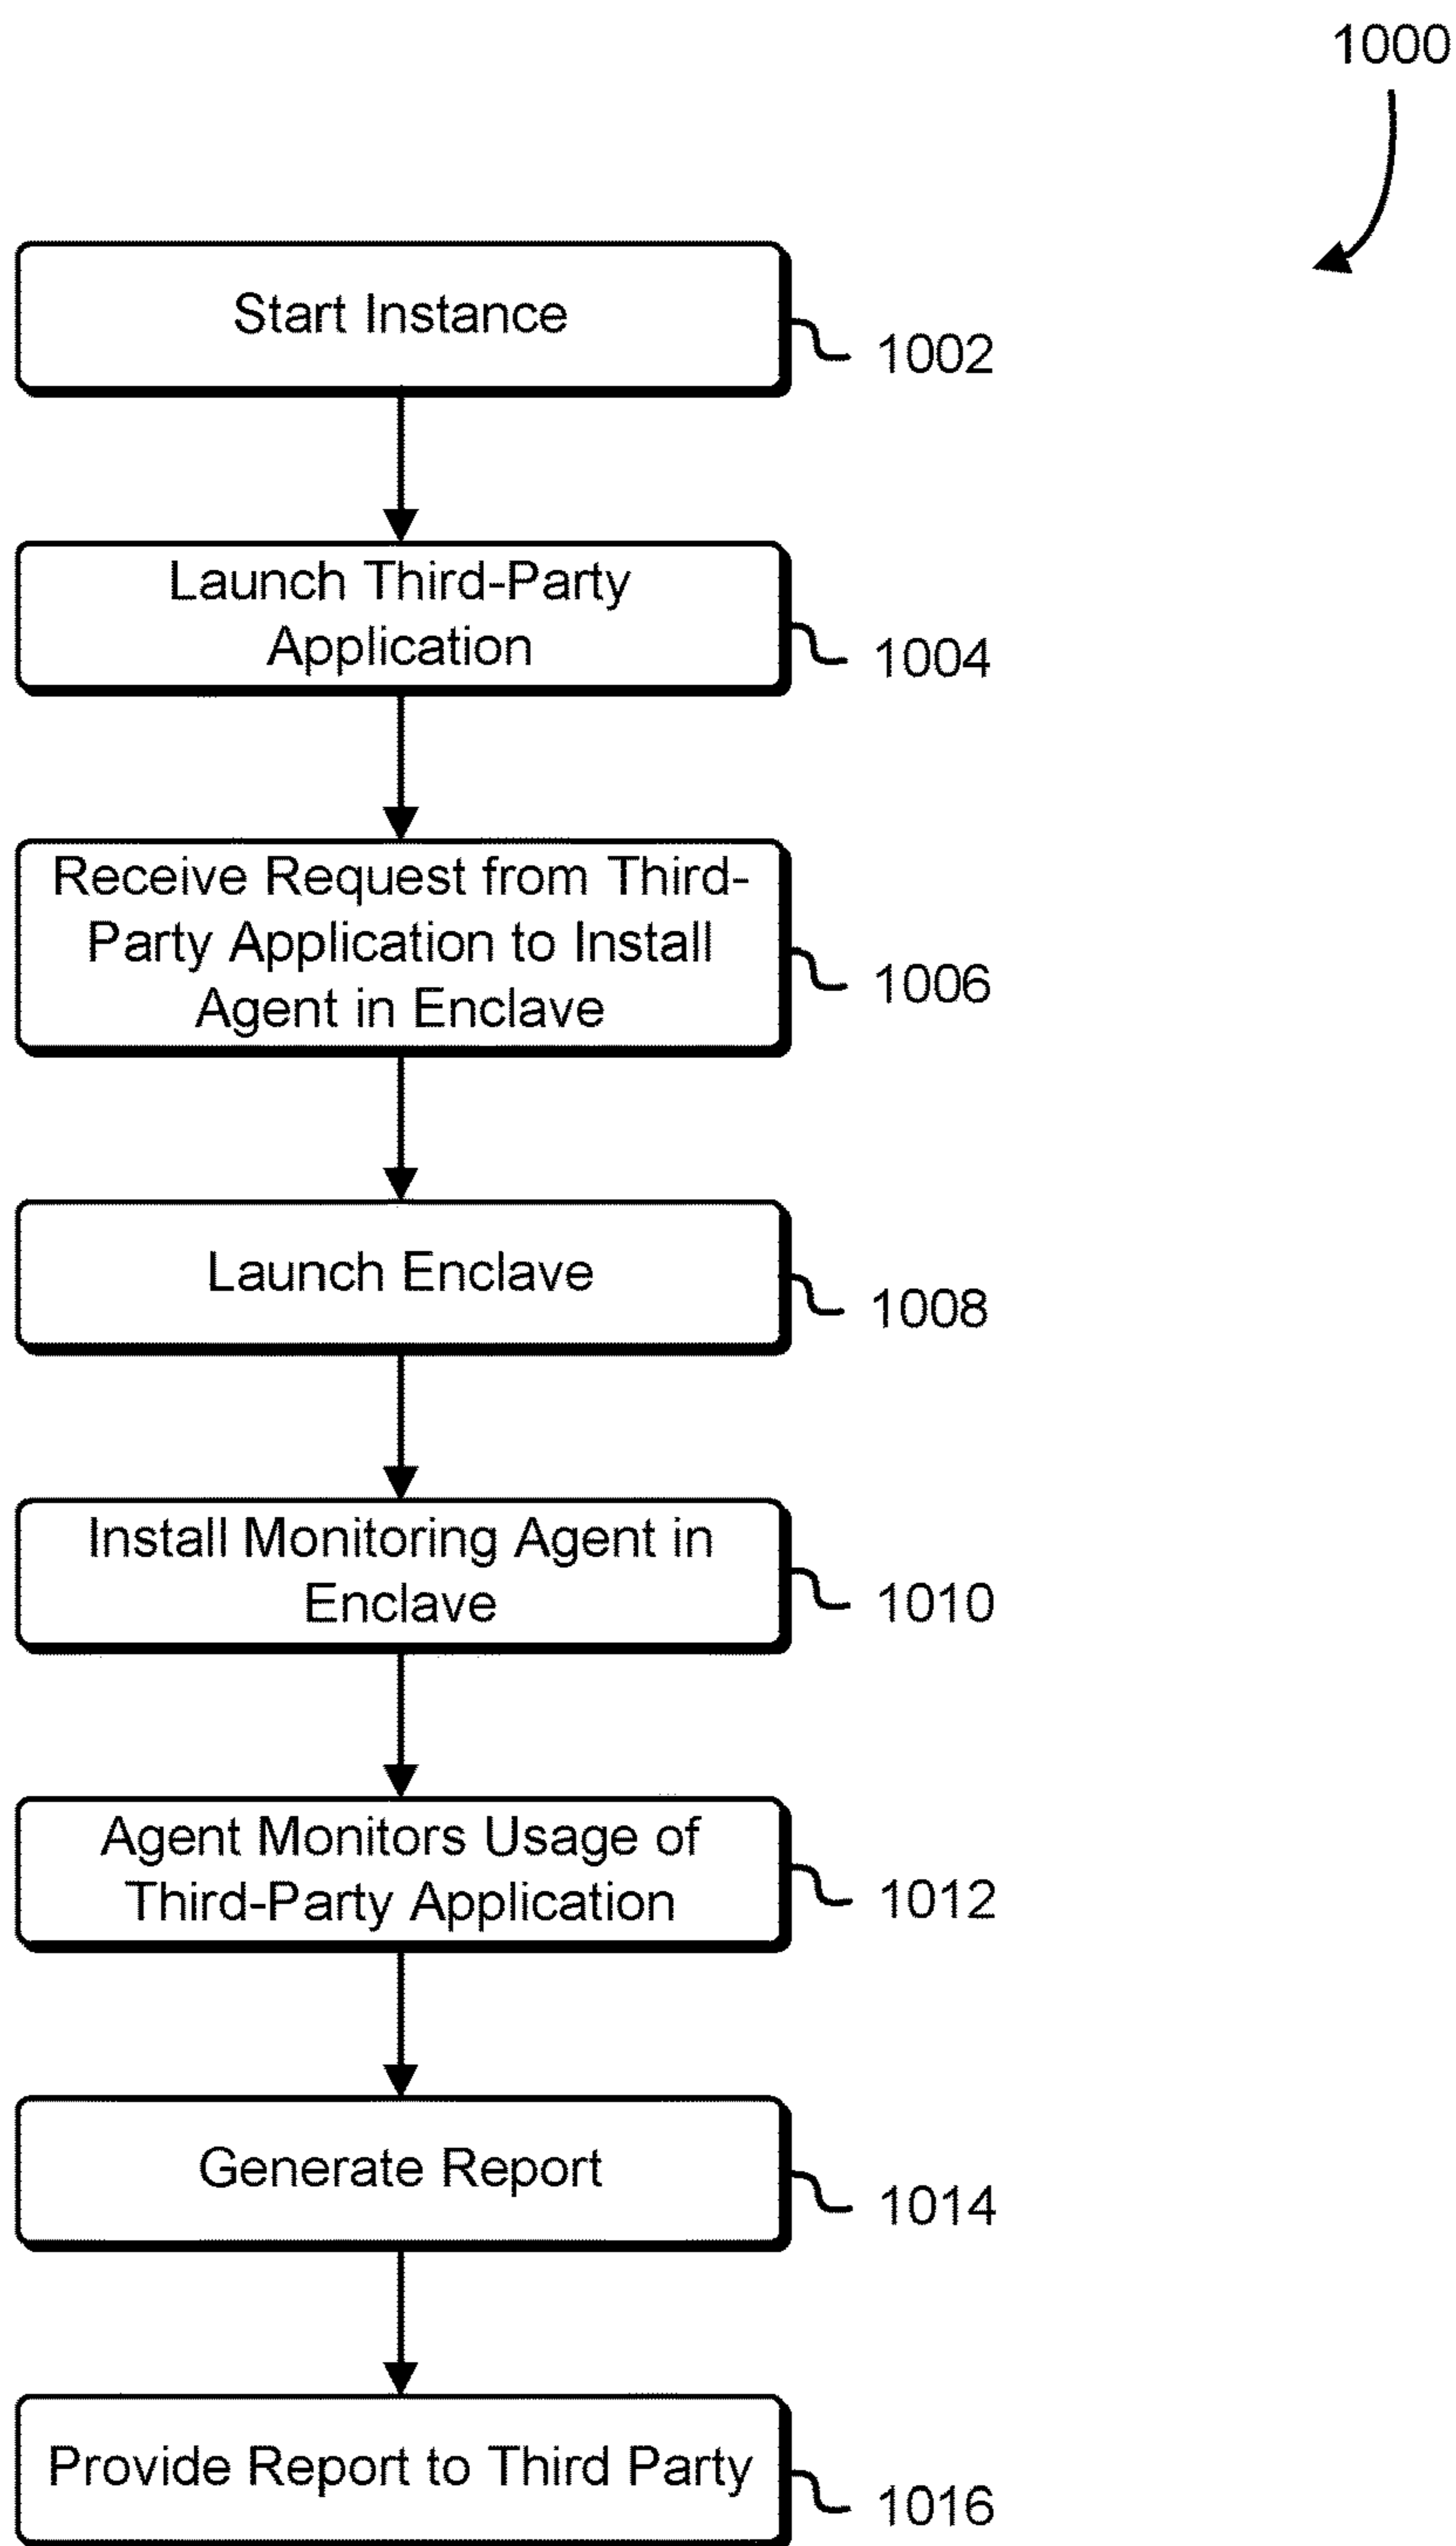 1000
Start Instance
1002
Launch Third-Party
Application
1004
Receive Request from Third-
Party Application to Install
Agent in Enclave
1006
Launch Enclave
1008
Install Monitoring Agent in
Enclave
1010
Agent Monitors Usage of
Third-Party Application
1012
Generate Report
1014
Provide Report to Third Party
1016